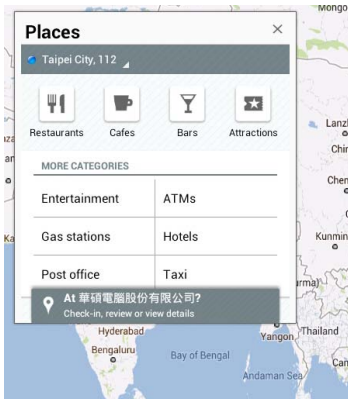 Mongo
Places
Taipei City, 112
Restaurants
Cafes
Bars
Attractions
MORE CATEGORIES
Entertainment
ATMs
Gas stations
Hotels
Post office
Taxi
At 華碩電腦股份有限公司?
Check-in, review or view details
Lanz
Chen
Kunmin
Hyderabad
Bengaluru
Bay of Bengal
Yangon
Thailand
Andaman Sea